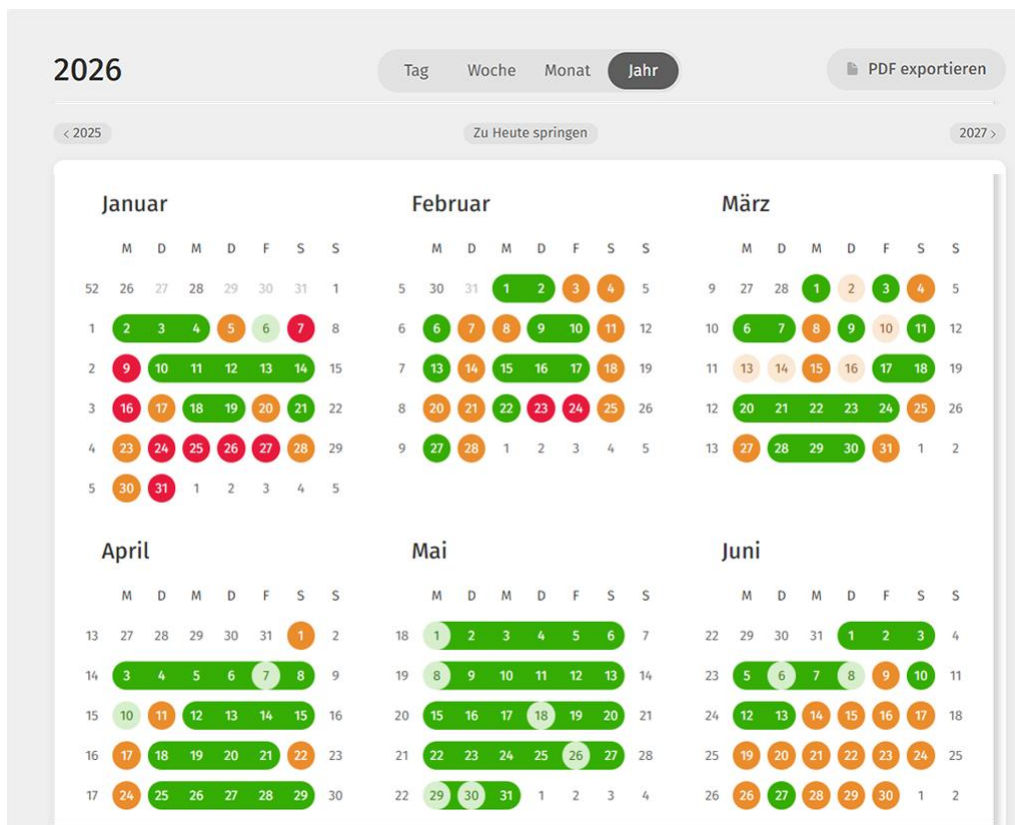 2026 Tag Woche Monat Jahr PDF exportieren
< 2025 Zu Heute springen 2027 >
Januar Februar März
M D M D F S S M D M D F S S M D M D F S S
52 26 27 28 29 30 31 1 5 30 31 1 2 3 4 5 9 27 28 1 2 3 4 5
1 2 3 4 5 6 7 8 6 6 7 8 9 10 11 12 10 6 7 8 9 10 11 12
2 9 10 11 12 13 14 15 7 13 14 15 16 17 18 19 11 13 14 15 16 17 18 19
3 16 17 18 19 20 21 22 8 20 21 22 23 24 25 26 12 20 21 22 23 24 25 26
4 23 24 25 26 27 28 29 9 27 28 1 2 3 4 5 13 27 28 29 30 31 1 2
5 30 31 1 2 3 4 5
April Mai Juni
M D M D F S S M D M D F S S M D M D F S S
13 27 28 29 30 31 1 2 18 1 2 3 4 5 6 7 22 29 30 31 1 2 3 4
14 3 4 5 6 7 8 9 19 8 9 10 11 12 13 14 23 5 6 7 8 9 10 11
15 10 11 12 13 14 15 16 20 15 16 17 18 19 20 21 24 12 13 14 15 16 17 18
16 17 18 19 20 21 22 23 21 22 23 24 25 26 27 28 25 19 20 21 22 23 24 25
17 24 25 26 27 28 29 30 22 29 30 31 1 2 3 4 26 26 27 28 29 30 1 2